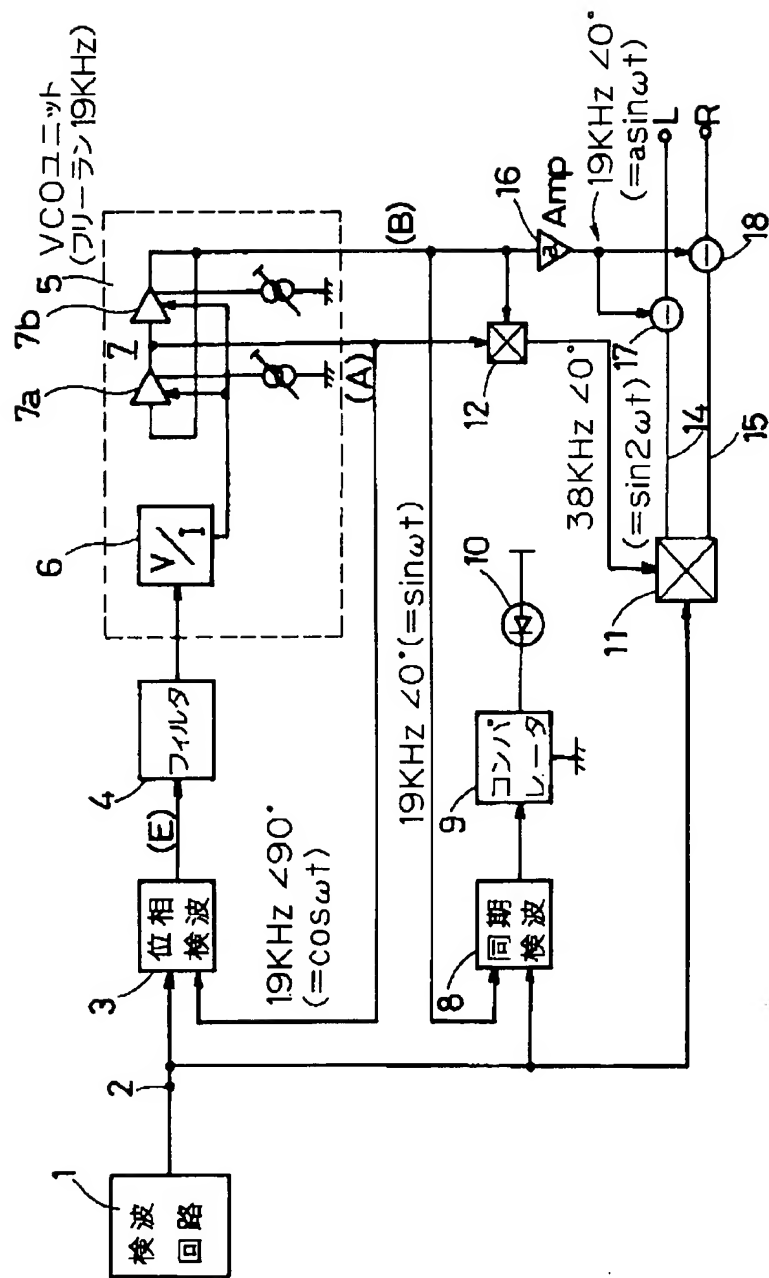 1
検波
回路
2
3
位相
検波
(E)
4
フィルタ
6
V/I
5
VCOユニット
(フリーラン19KHz)
7a
7
7b
19KHz ∠90°
(=cosωt)
(A)
(B)
19KHz ∠0°(=sinωt)
8
同期
検波
9
コンパ
レータ
10
12
38KHz ∠0°
(=sin2ωt)
16
a
Amp
19KHz ∠0°
(=asinωt)
11
14
15
17
18
L
R